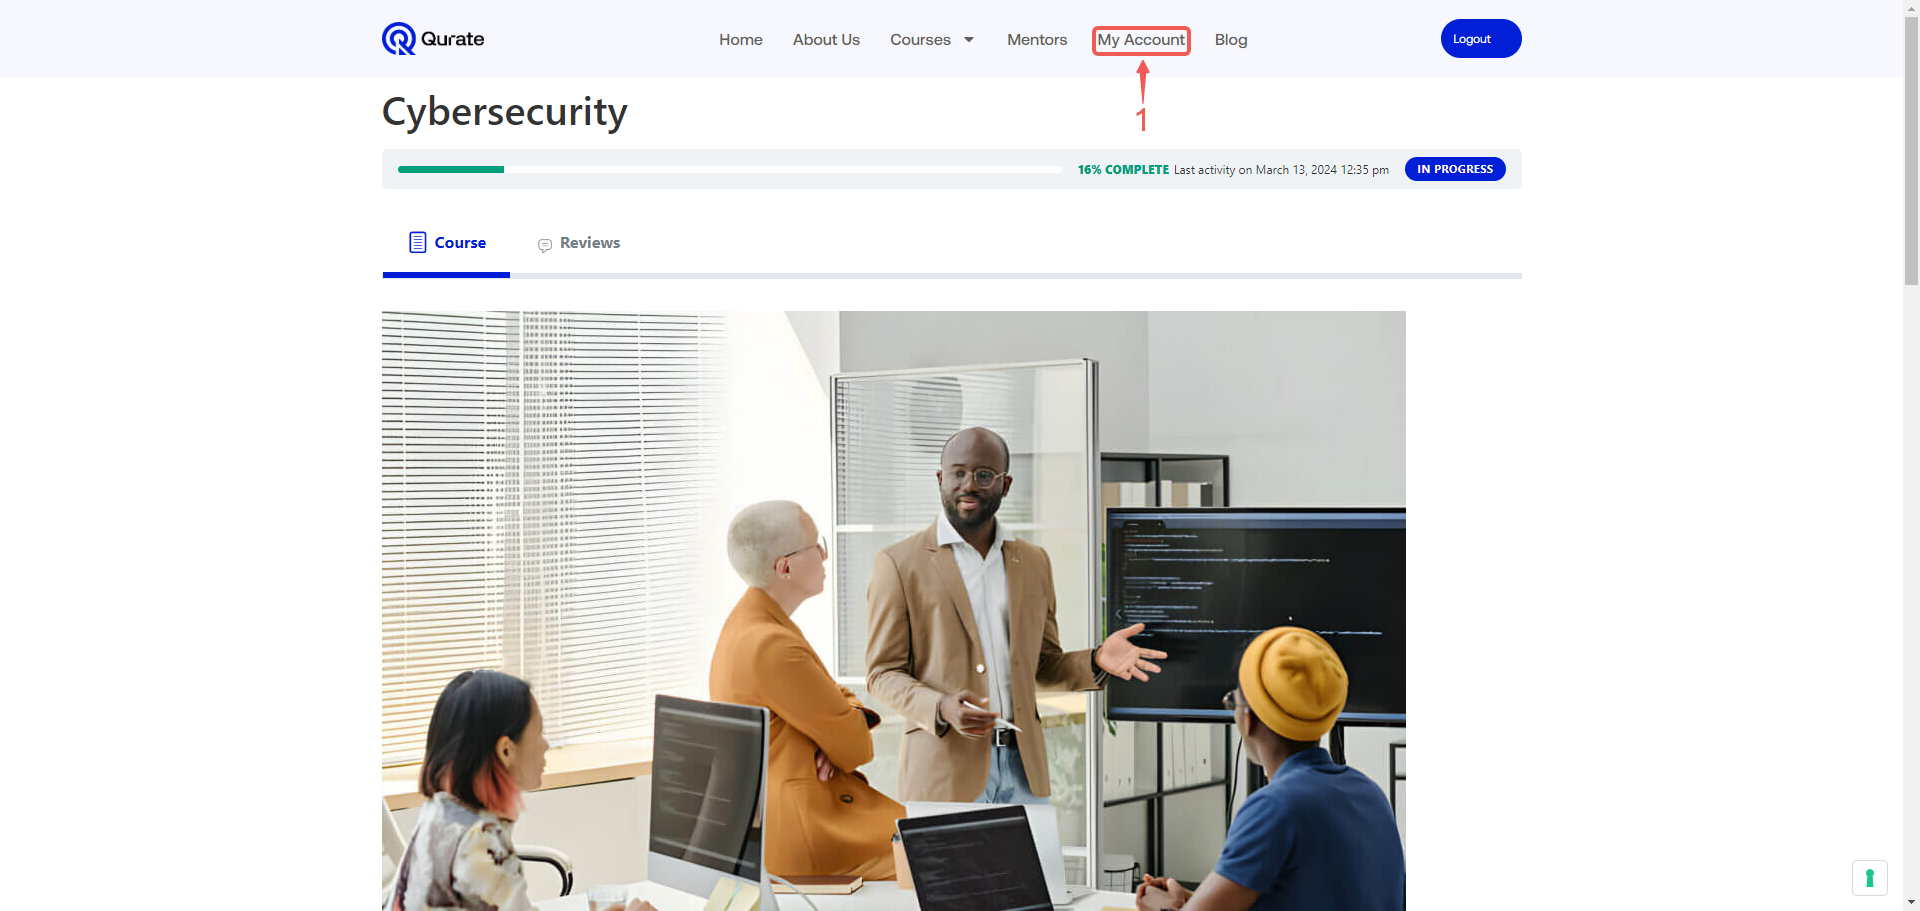 Qurate
Home About Us Courses Mentors My Account Blog Logout
1
Cybersecurity
16% COMPLETE Last activity on March 13, 2024 12:35 pm IN PROGRESS
Course Reviews